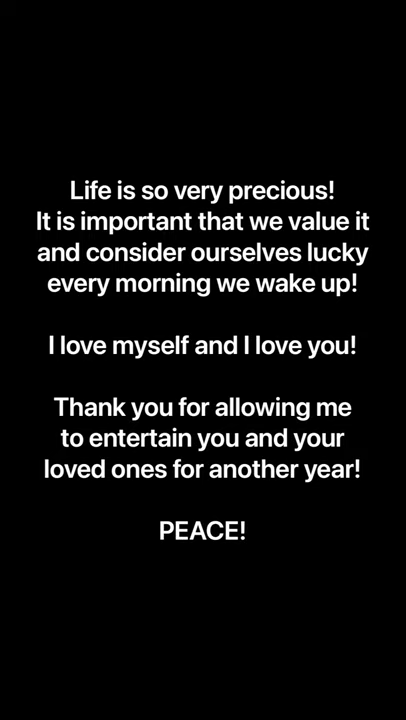 Life is so very precious!
It is important that we value it
and consider ourselves lucky
every morning we wake up!
I love myself and I love you!
Thank you for allowing me
to entertain you and your
loved ones for another year!
PEACE!